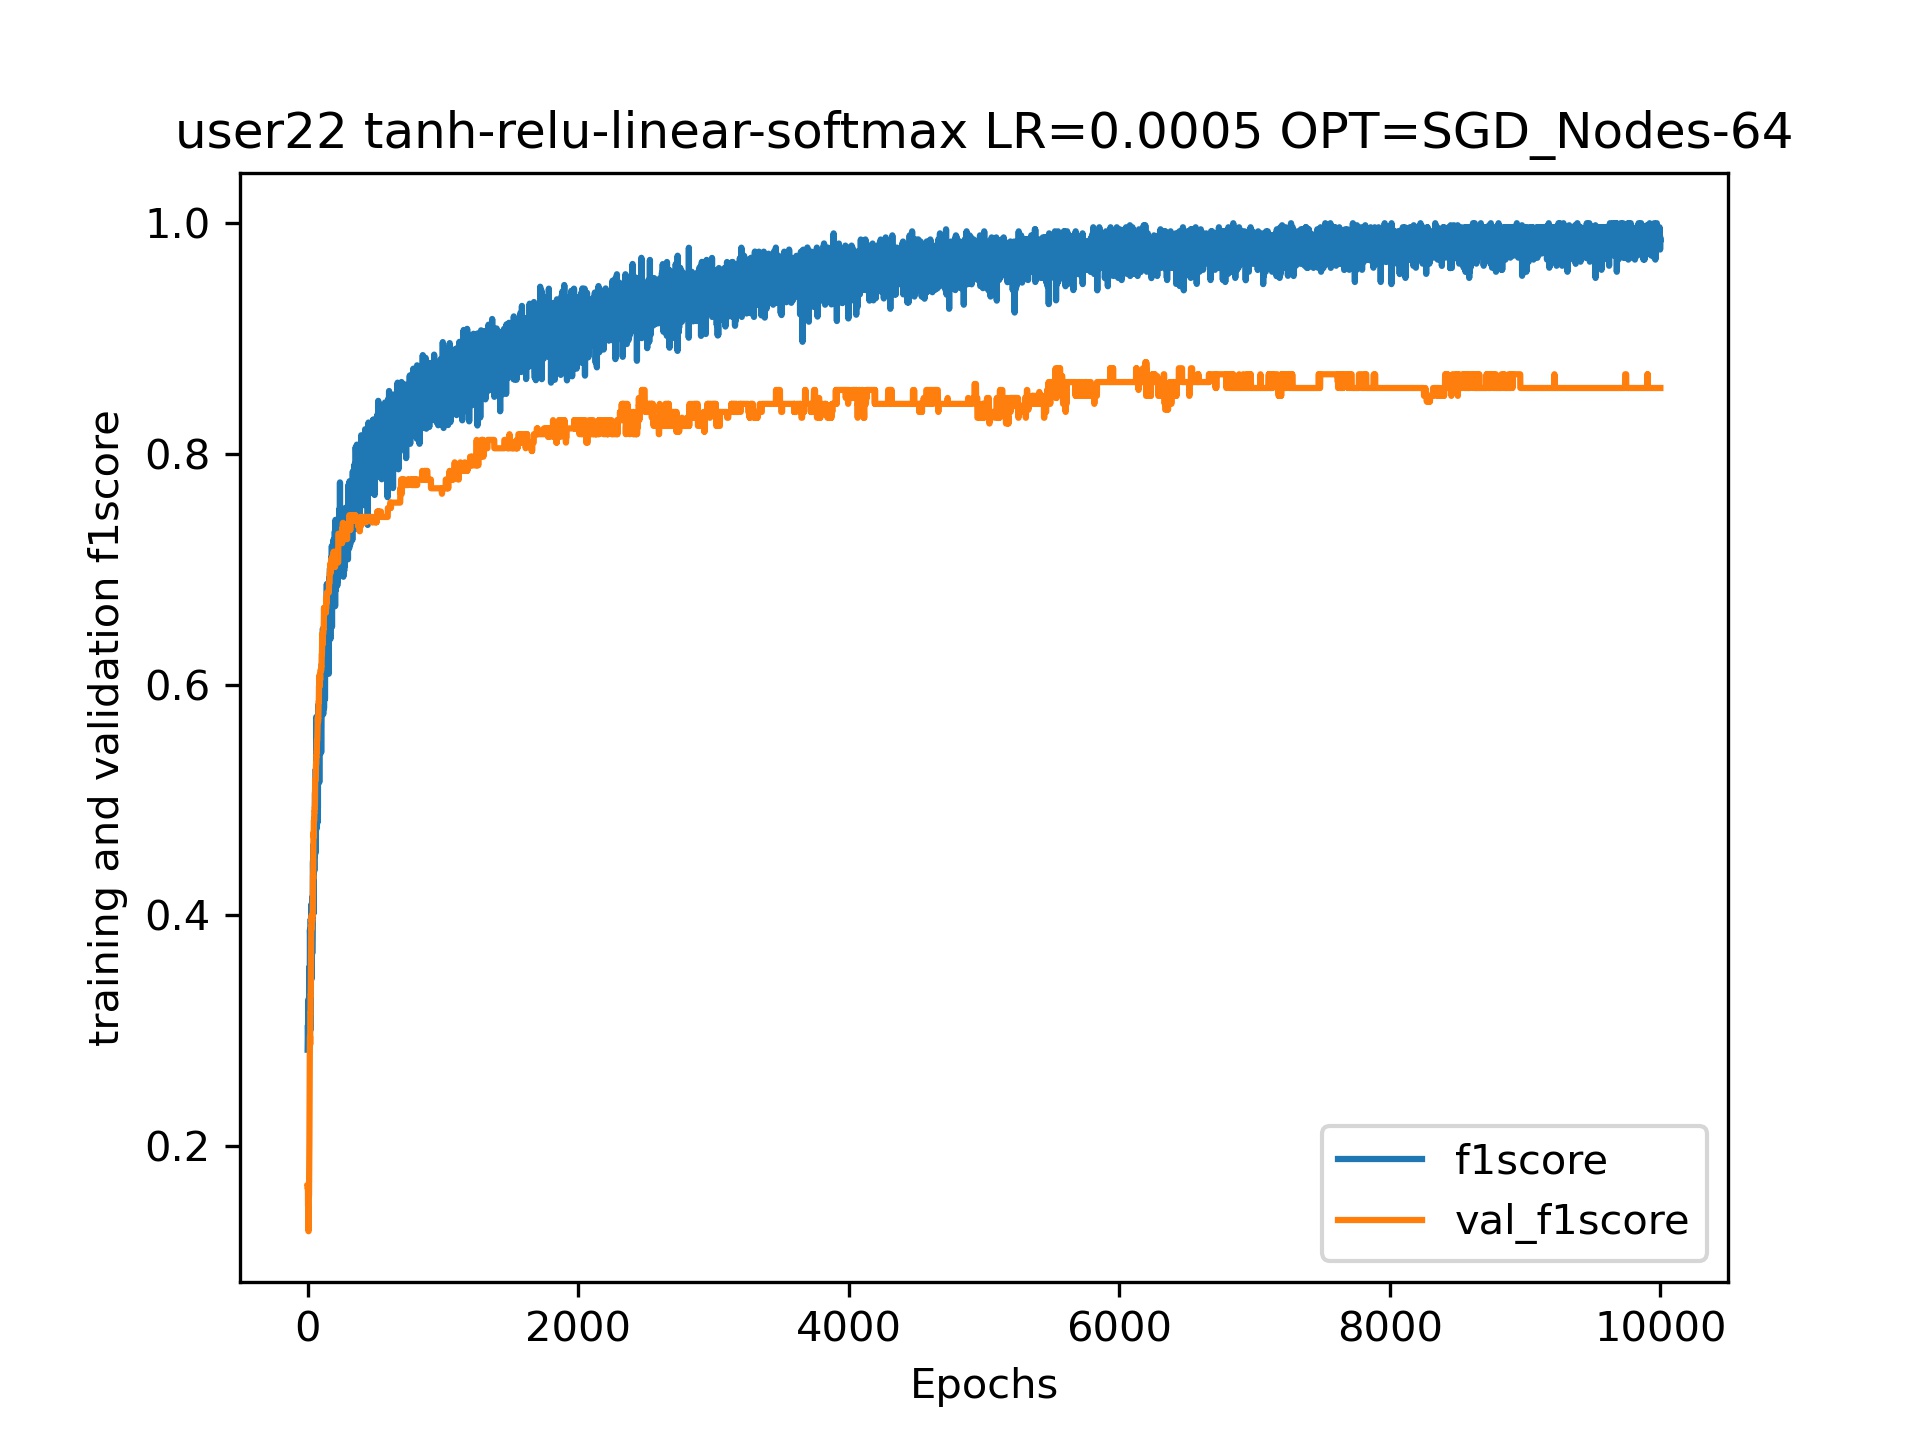 user22 tanh-relu-linear-softmax LR=0.0005 OPT=SGD_Nodes-64
training and validation f1score
1.0
0.8
0.6
0.4
0.2
f1score
val_f1score
0 2000 4000 6000 8000 10000
Epochs